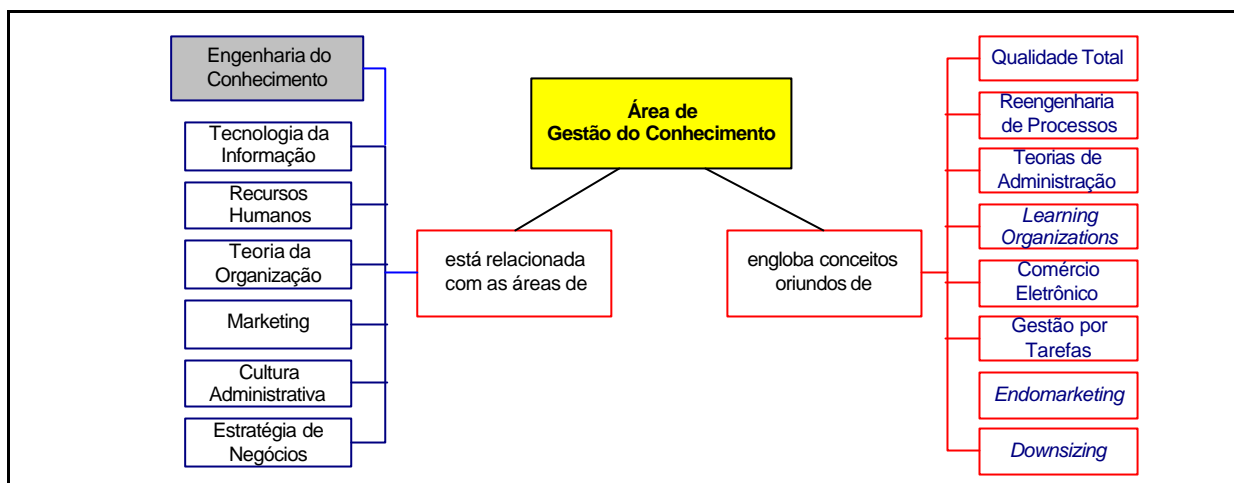 Engenharia do
Conhecimento
Tecnologia da
Informação
Recursos
Humanos
Teoria da
Organização
Marketing
Cultura
Administrativa
Estratégia de
Negócios
Área de
Gestão do Conhecimento
está relacionada
com as áreas de
engloba conceitos
oriundos de
Qualidade Total
Reengenharia
de Processos
Teorias de
Administração
Learning
Organizations
Comércio
Eletrônico
Gestão por
Tarefas
Endomarketing
Downsizing